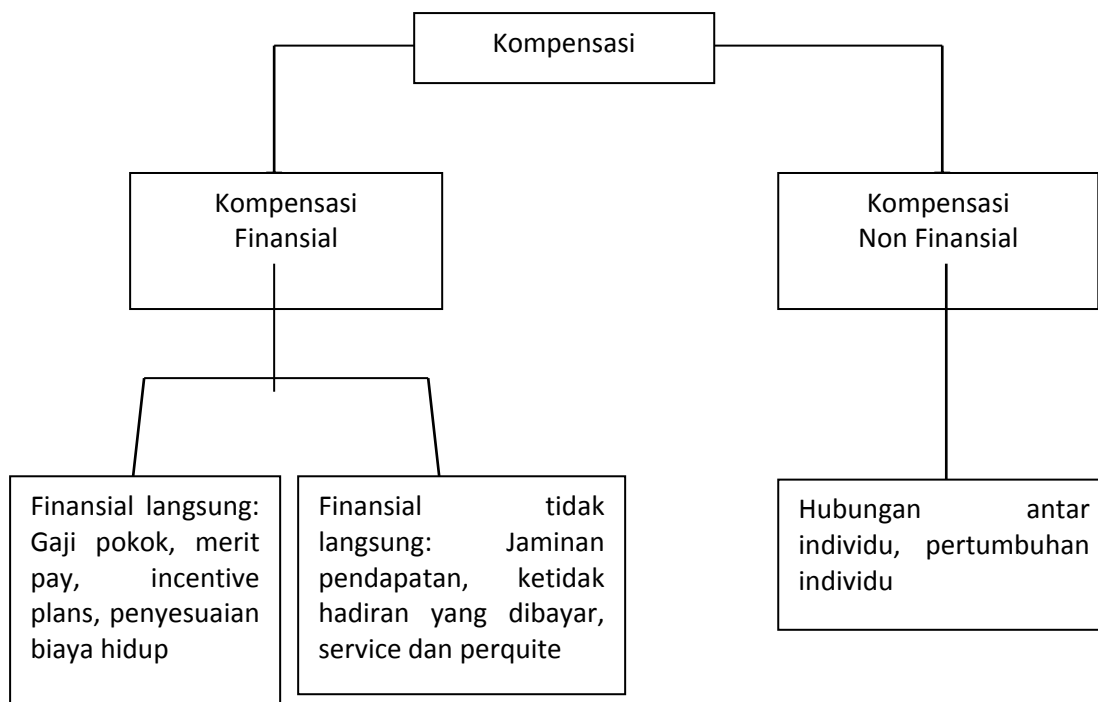 Kompensasi
Kompensasi
Finansial
Kompensasi
Non Finansial
Finansial langsung:
Gaji pokok, merit
pay, incentive
plans, penyesuaian
biaya hidup
Finansial tidak
langsung: Jaminan
pendapatan, ketidak
hadiran yang dibayar,
service dan perquite
Hubungan antar
individu, pertumbuhan
individu